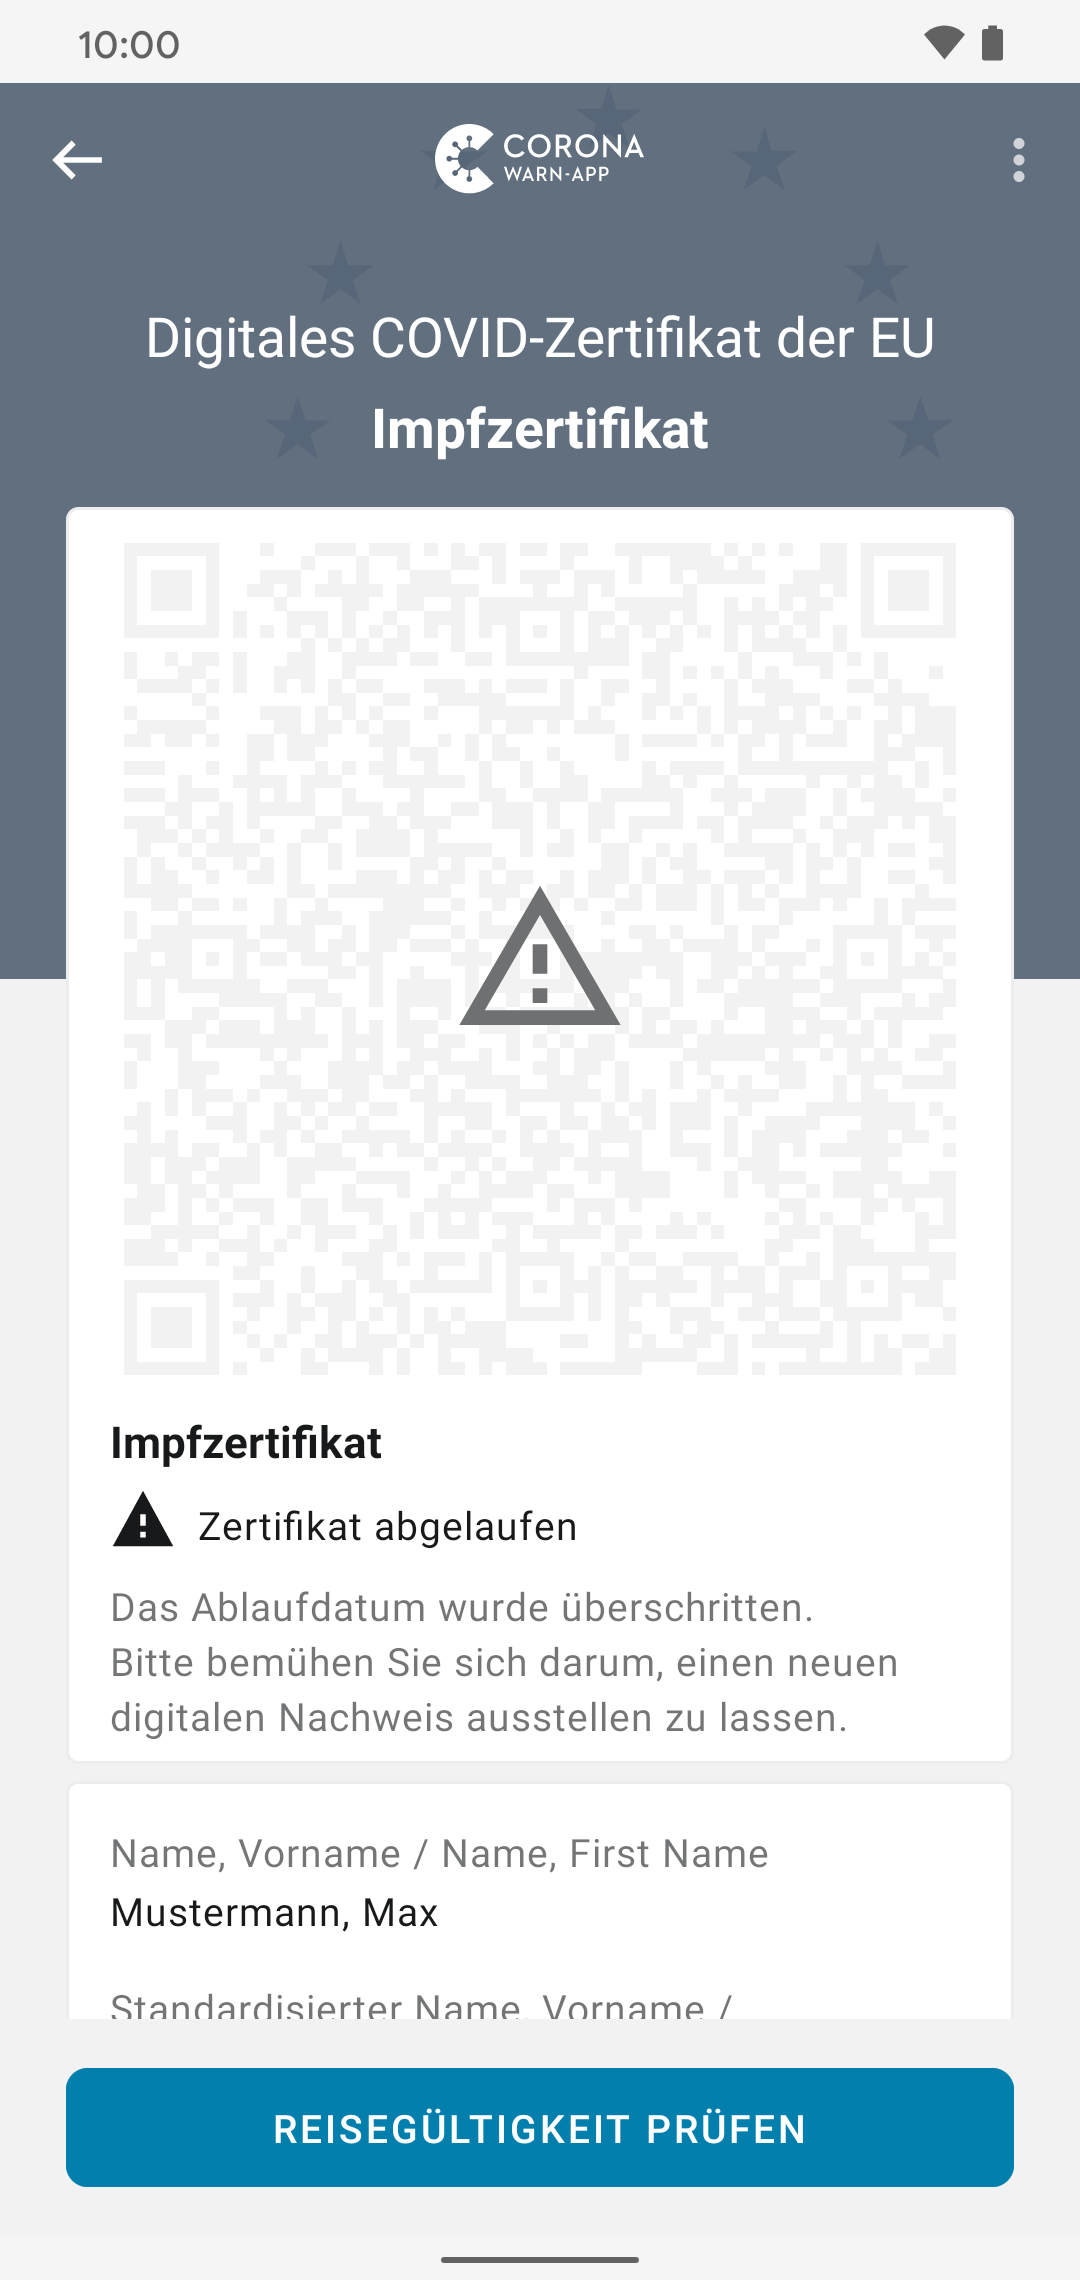 10:00
CORONA
WARN-APP
Digitales COVID-Zertifikat der EU
Impfzertifikat
Impfzertifikat
Zertifikat abgelaufen
Das Ablaufdatum wurde überschritten.
Bitte bemühen Sie sich darum, einen neuen
digitalen Nachweis ausstellen zu lassen.
Name, Vorname / Name, First Name
Mustermann, Max
Standardisierter Name, Vorname /
REISEGÜLTIGKEIT PRÜFEN